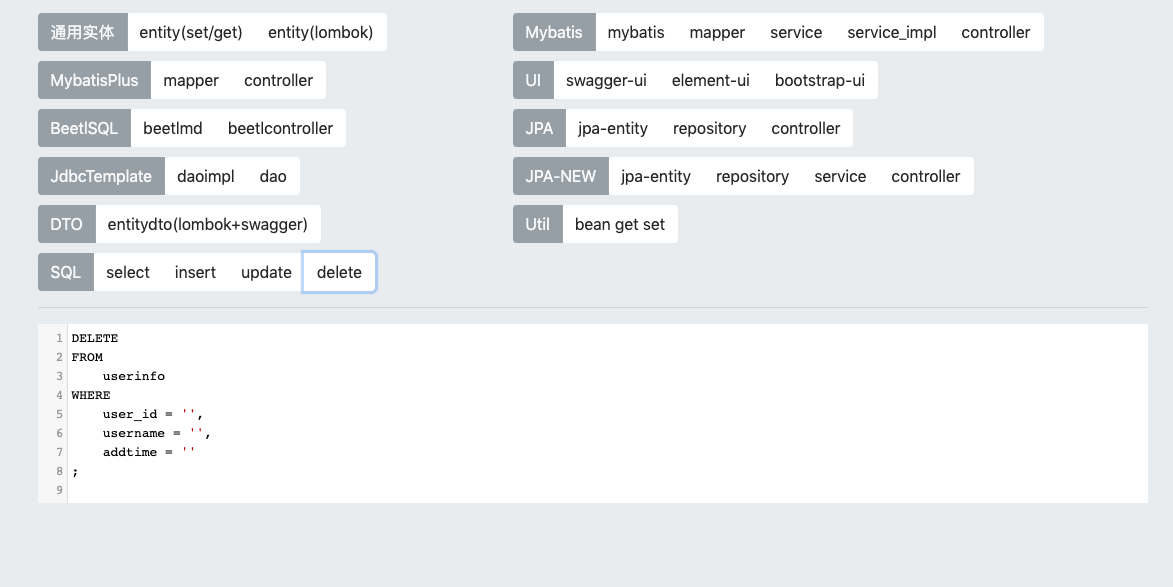 通用实体 entity(set/get) entity(lombok)
Mybatis mybatis mapper service service_impl controller
MybatisPlus mapper controller
UI swagger-ui element-ui bootstrap-ui
BeetlSQL beetlmd beetlcontroller
JPA jpa-entity repository controller
JdbcTemplate daoimpl dao
JPA-NEW jpa-entity repository service controller
DTO entitydto(lombok+swagger)
Util bean get set
SQL select insert update delete
1 DELETE
2 FROM
3 userinfo
4 WHERE
5 user_id = '',
6 username = '',
7 addtime = ''
8 ;
9